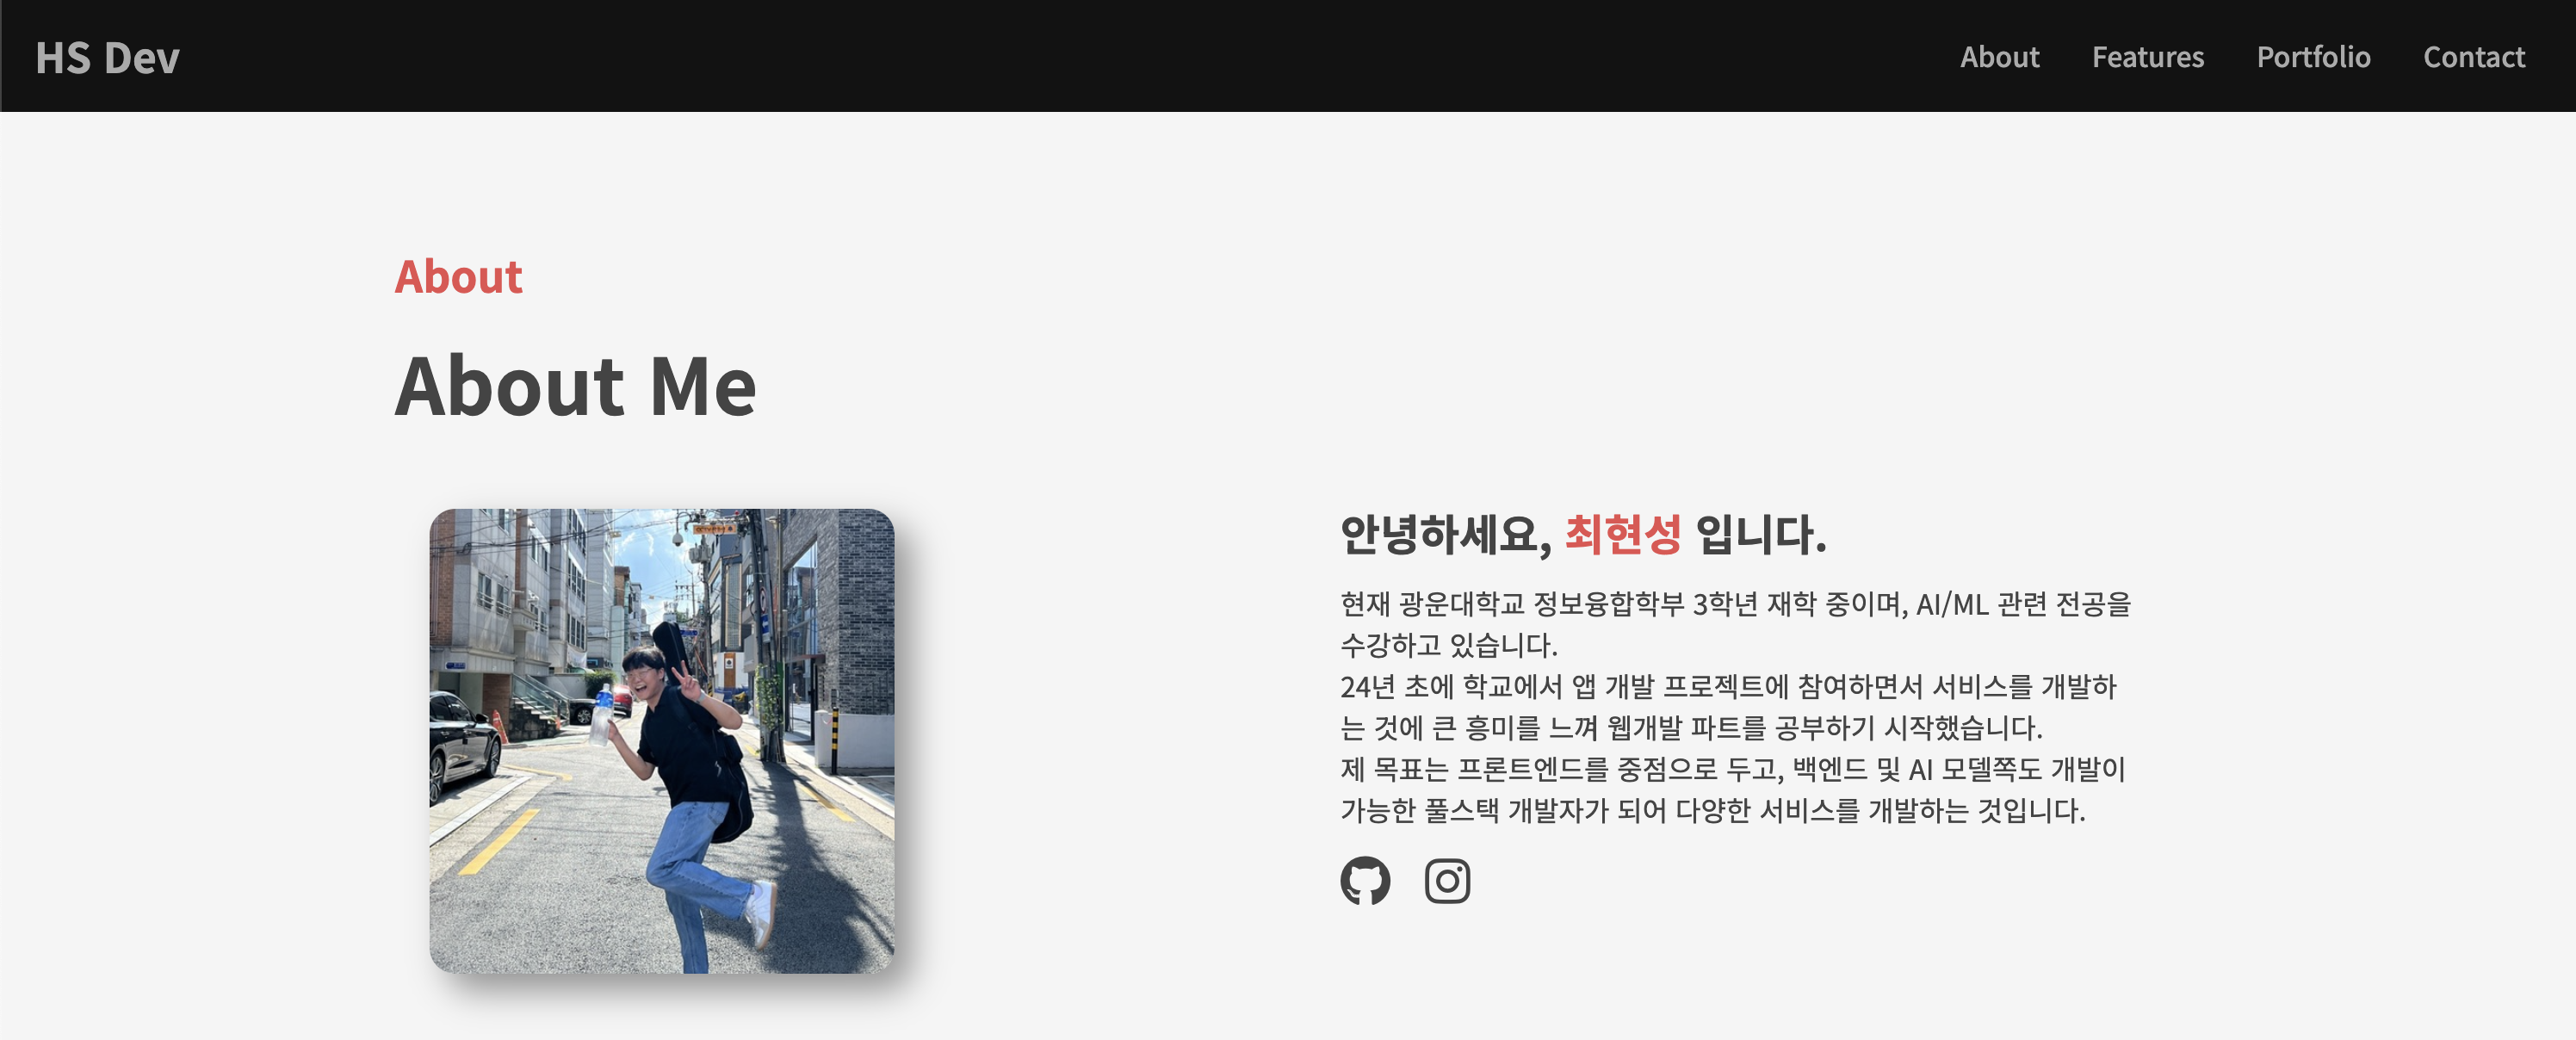 HS Dev
About Features Portfolio Contact
About
About Me
안녕하세요, 최현성 입니다.
현재 광운대학교 정보융합학부 3학년 재학 중이며, AI/ML 관련 전공을
수강하고 있습니다.
24년 초에 학교에서 앱 개발 프로젝트에 참여하면서 서비스를 개발하
는 것에 큰 흥미를 느껴 웹개발 파트를 공부하기 시작했습니다.
제 목표는 프론트엔드를 중점으로 두고, 백엔드 및 AI 모델쪽도 개발이
가능한 풀스택 개발자가 되어 다양한 서비스를 개발하는 것입니다.